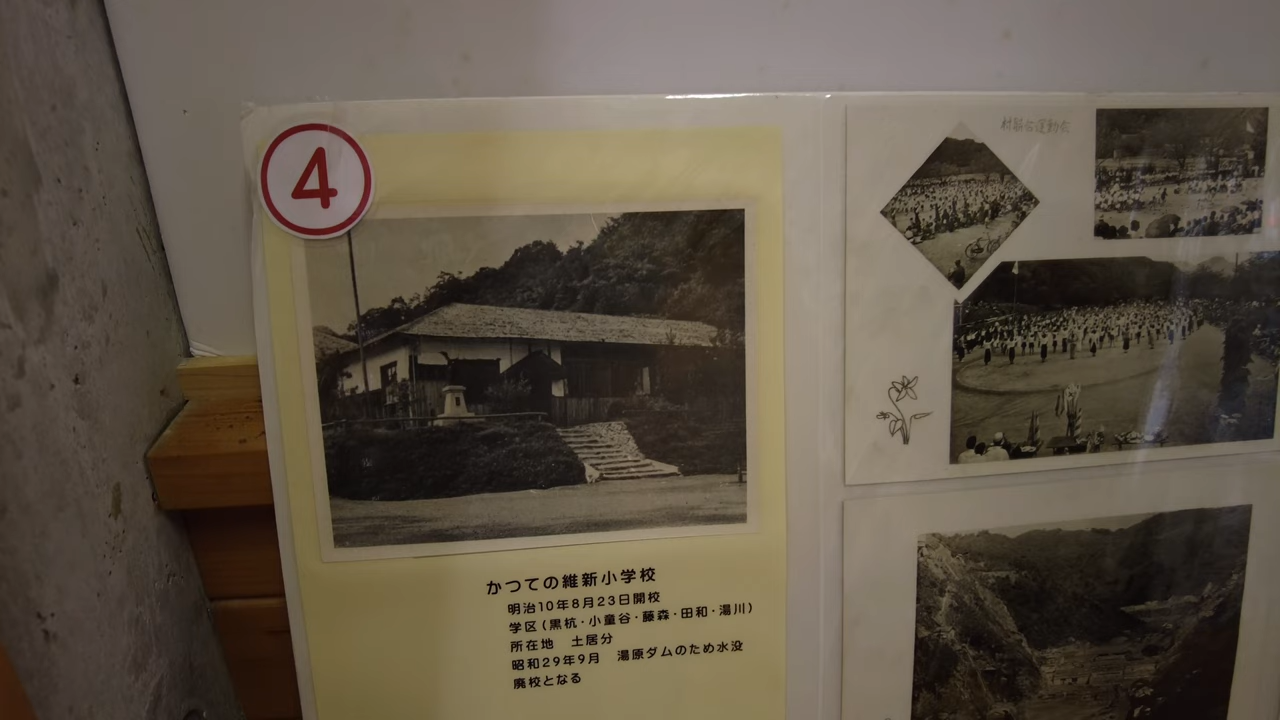 4
かつての維新小学校
明治10年8月23日開校
学区(黒杭・小童谷・藤森・田和・湯川)
所在地 土居分
昭和29年9月 湯原ダムのため水没
廃校となる
運動会